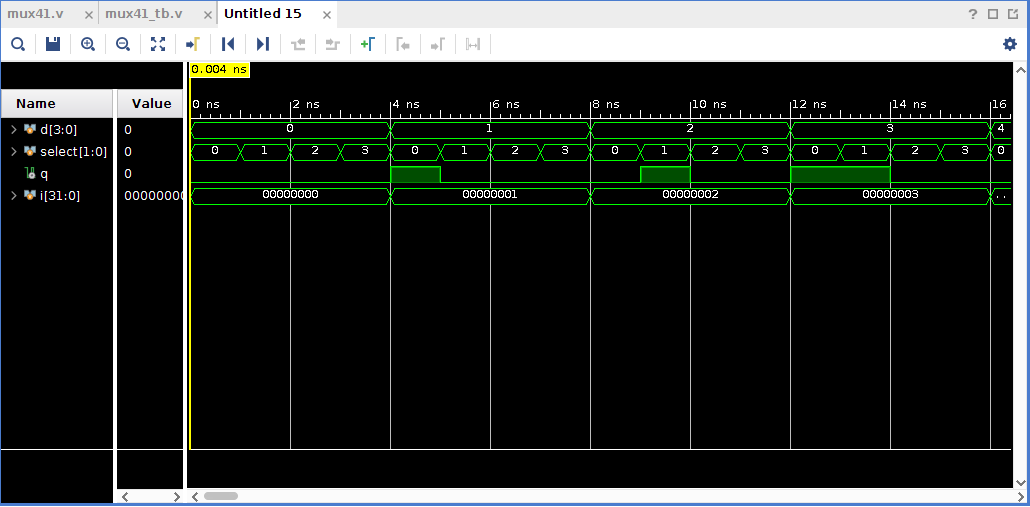 mux41.v × mux41_tb.v × Untitled 15 ×
?
0.004 ns
Name Value
0 ns 2 ns 4 ns 6 ns 8 ns 10 ns 12 ns 14 ns 16
d[3:0] 0 0 1 2 3 4
select[1:0] 0 0 1 2 3 0 1 2 3 0 1 2 3 0 1 2 3 0
q 0
i[31:0] 00000000 00000000 00000001 00000002 00000003 ..